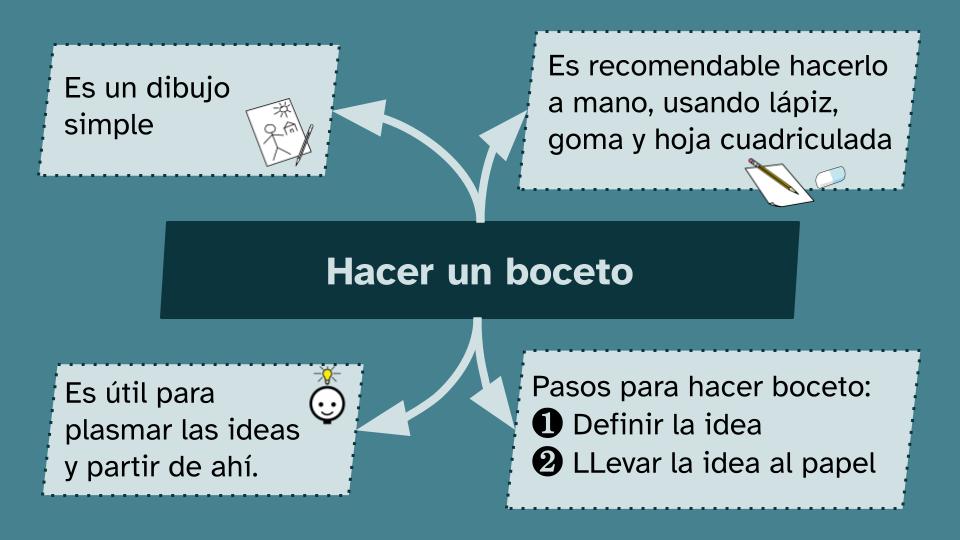 Es un dibujo
simple
Es recomendable hacerlo
a mano, usando lápiz,
goma y hoja cuadriculada
Hacer un boceto
Es útil para
plasmar las ideas
y partir de ahí.
Pasos para hacer boceto:
❶ Definir la idea
❷ LLevar la idea al papel